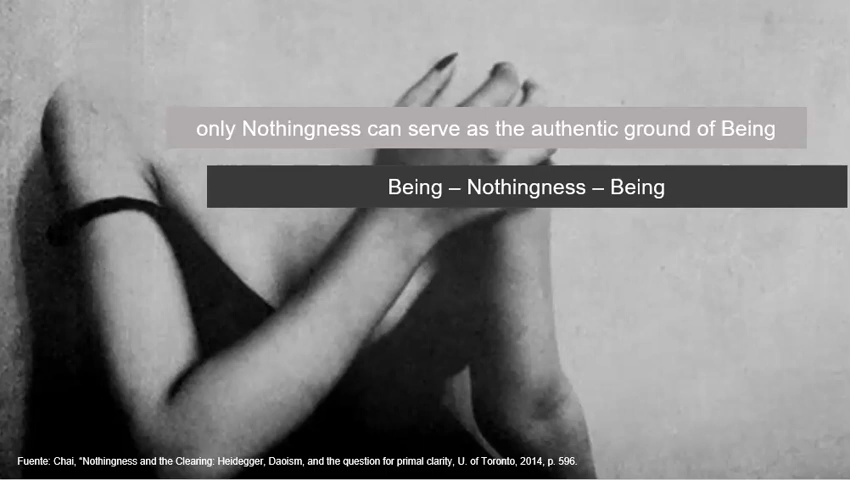 only Nothingness can serve as the authentic ground of Being
Being – Nothingness – Being
Fuente: Chai, "Nothingness and the Clearing: Heidegger, Daoism, and the question for primal clarity, U. of Toronto, 2014, p. 596.